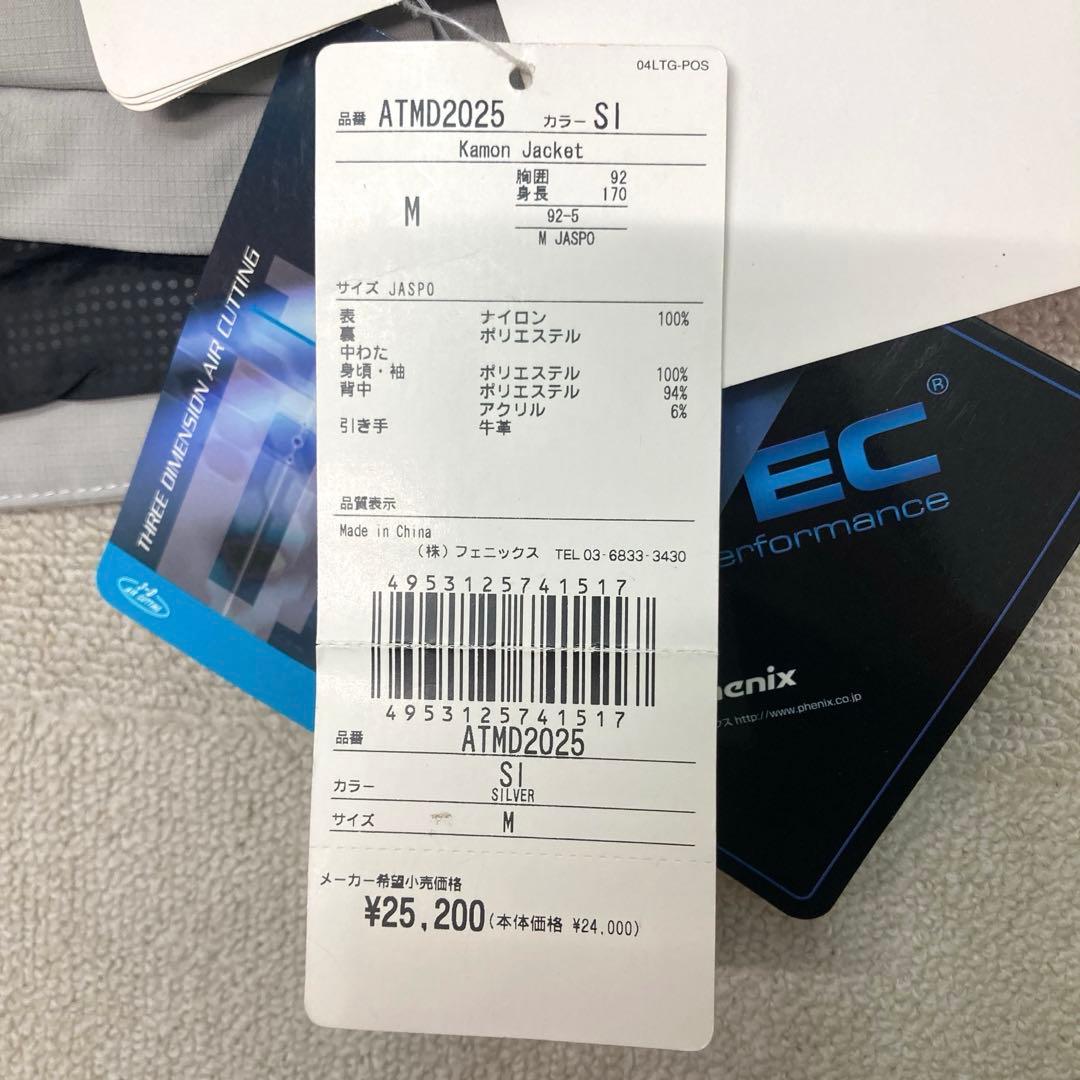 04LTG-POS
品番 ATMD2025 カラー SI
Kamon Jacket
M
胸囲 92
身長 170
92-5
M JASPO
サイズ JASPO
表 ナイロン 100%
裏 ポリエステル
中わた
身頃・袖 ポリエステル 100%
背中 ポリエステル 94%
アクリル 6%
引き手 牛革
品質表示
Made in China
(株)フェニックス TEL 03-6833-3430
4953125741517
4953125741517
品番 ATMD2025
カラー SI
SILVER
サイズ M
メーカー希望小売価格
¥25,200(本体価格 ¥24,000)
THREE DIMENSION AIR CUTTING
3-D
AIR CUTTING
EC®
erformance
henix
クス http://www.phenix.co.jp